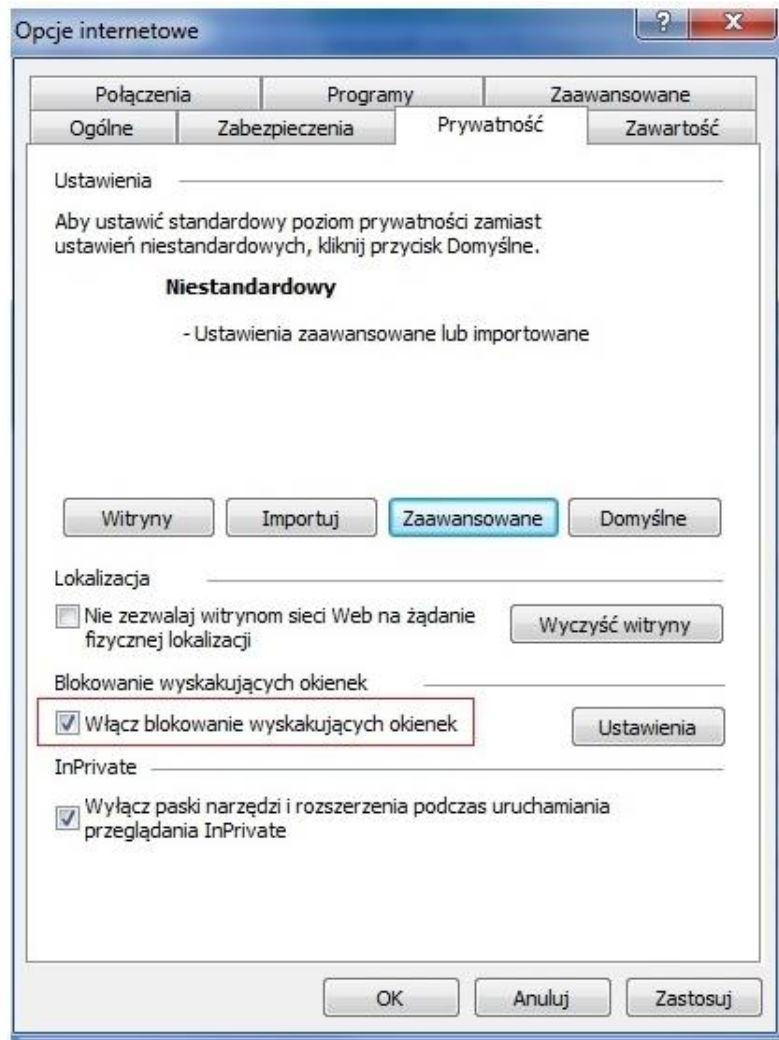 Opcje internetowe
?
X
Połączenia
Programy
Zaawansowane
Ogólne
Zabezpieczenia
Prywatność
Zawartość
Ustawienia
Aby ustawić standardowy poziom prywatności zamiast
ustawień niestandardowych, kliknij przycisk Domyślne.
Niestandardowy
- Ustawienia zaawansowane lub importowane
Witryny
Importuj
Zaawansowane
Domyślne
Lokalizacja
Nie zezwalaj witrynom sieci Web na żądanie
fizycznej lokalizacji
Wyczyść witryny
Blokowanie wyskakujących okienek
Włącz blokowanie wyskakujących okienek
Ustawienia
InPrivate
Wyłącz paski narzędzi i rozszerzenia podczas uruchamiania
przeglądania InPrivate
OK
Anuluj
Zastosuj